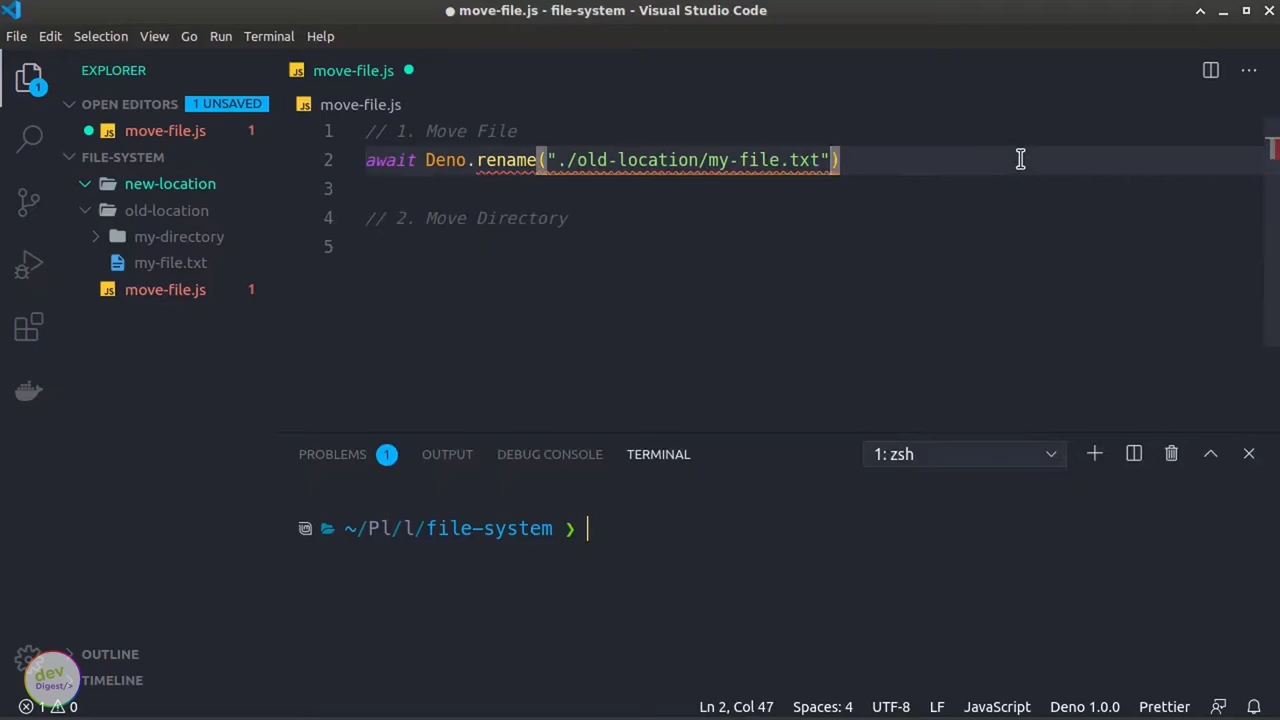 ● move-file.js - file-system - Visual Studio Code
File Edit Selection View Go Run Terminal Help
EXPLORER
OPEN EDITORS 1 UNSAVED
move-file.js 1
FILE-SYSTEM
new-location
old-location
my-directory
my-file.txt
move-file.js 1
OUTLINE
TIMELINE
1
JS move-file.js
JS move-file.js
1 // 1. Move File
2 await Deno.rename("./old-location/my-file.txt")
3
4 // 2. Move Directory
5
PROBLEMS 1 OUTPUT DEBUG CONSOLE TERMINAL 1: zsh
~/Pl/l/file-system ❯
dev
Digest/>
1 0 Ln 2, Col 47 Spaces: 4 UTF-8 LF JavaScript Deno 1.0.0 Prettier